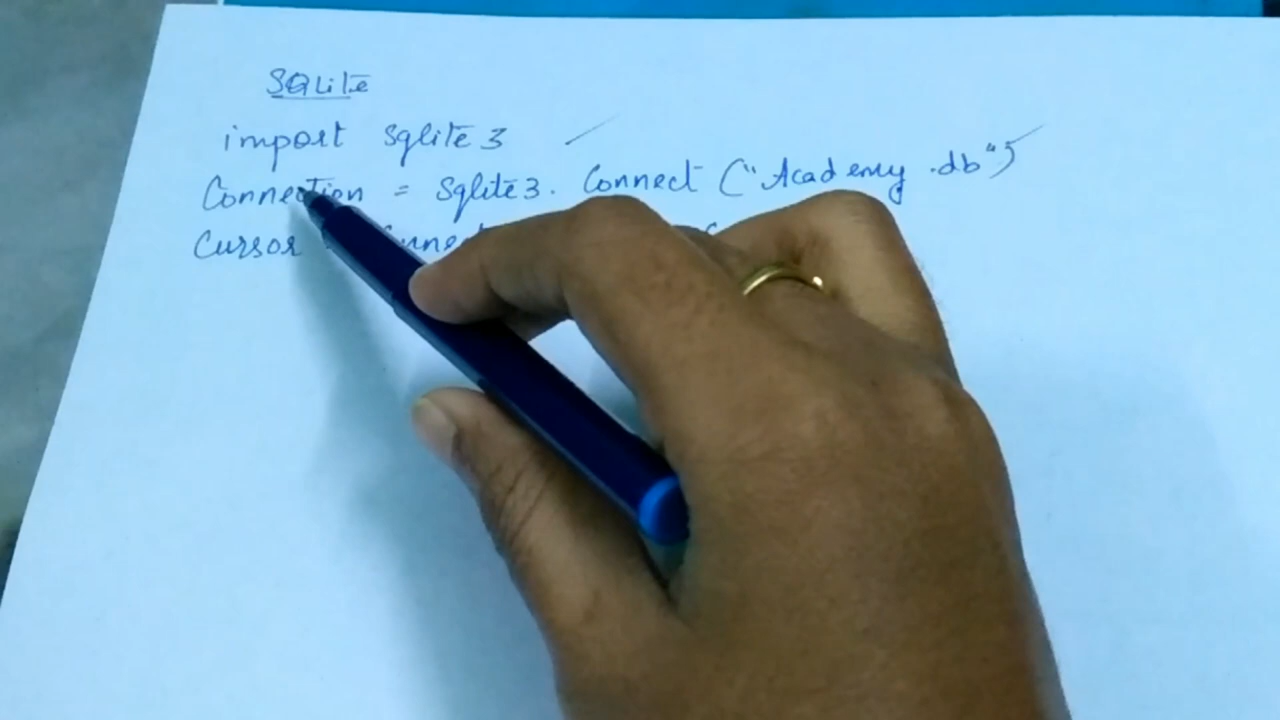 SQLite
import sqlite3
Connection = Sqlite3. Connect ("Academy .db")
Cursor